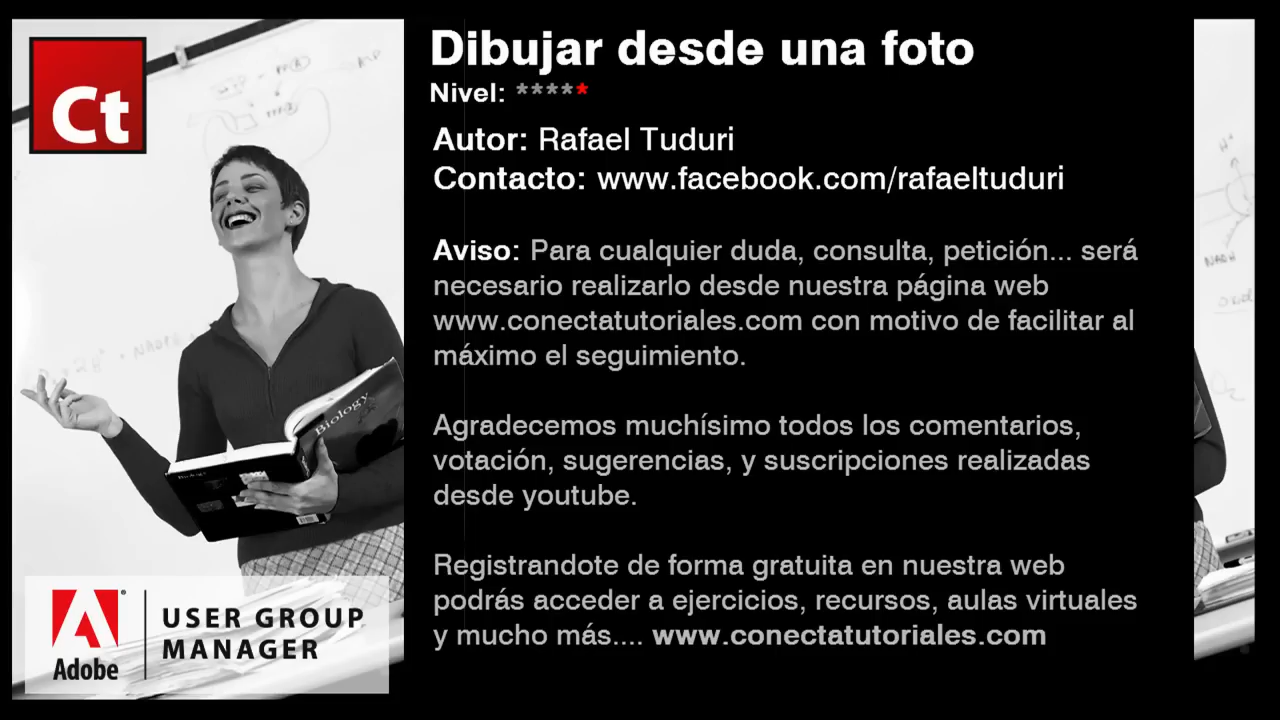 Ct
Dibujar desde una foto
Nivel: *****
Autor: Rafael Tuduri
Contacto: www.facebook.com/rafaeltuduri
Aviso: Para cualquier duda, consulta, petición... será
necesario realizarlo desde nuestra página web
www.conectatutoriales.com con motivo de facilitar al
máximo el seguimiento.
Agradecemos muchísimo todos los comentarios,
votación, sugerencias, y suscripciones realizadas
desde youtube.
Registrandote de forma gratuita en nuestra web
podrás acceder a ejercicios, recursos, aulas virtuales
y mucho más.... www.conectatutoriales.com
Biology
Adobe®
USER GROUP
MANAGER